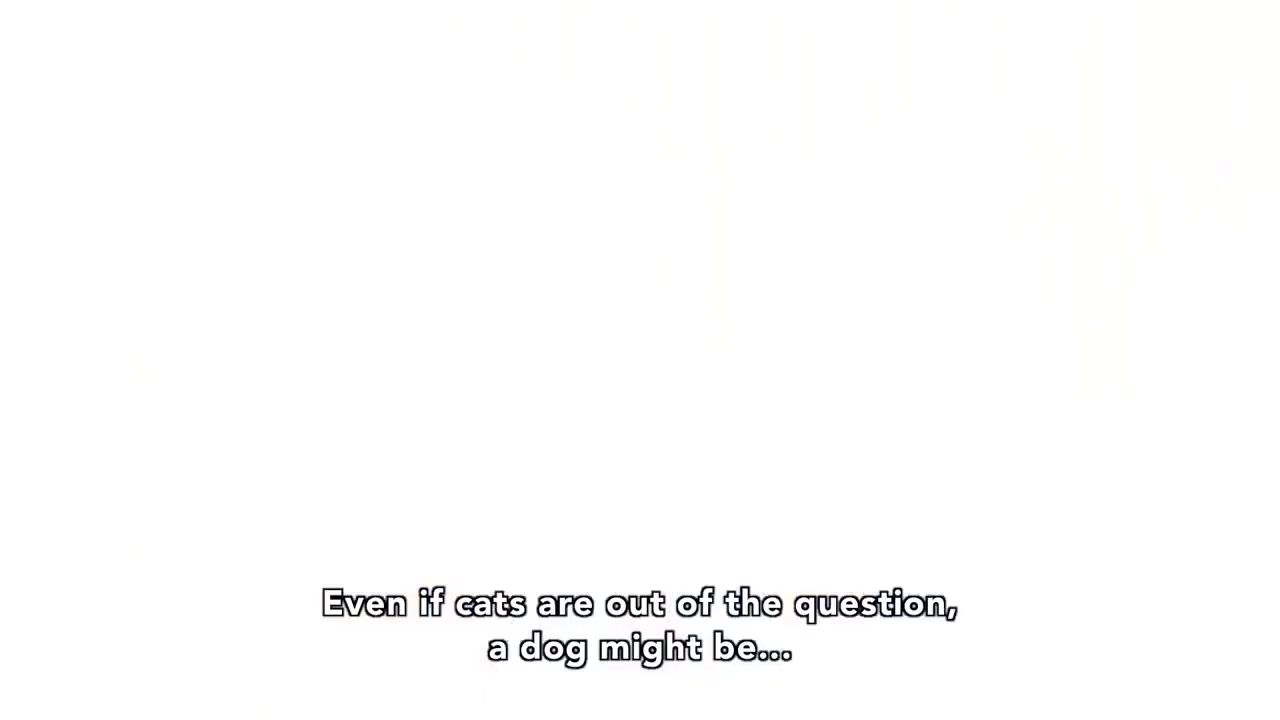 Even if cats are out of the question,
a dog might be...